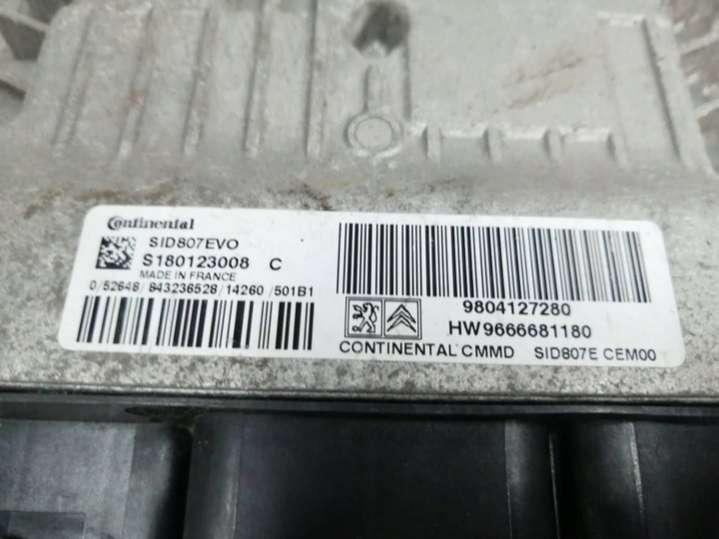 Continental
SID807EVO
S180123008 C
MADE IN FRANCE
0/52648/843236528/14260/501B1
9804127280
HW9666681180
CONTINENTAL CMMD SID807E CEM00